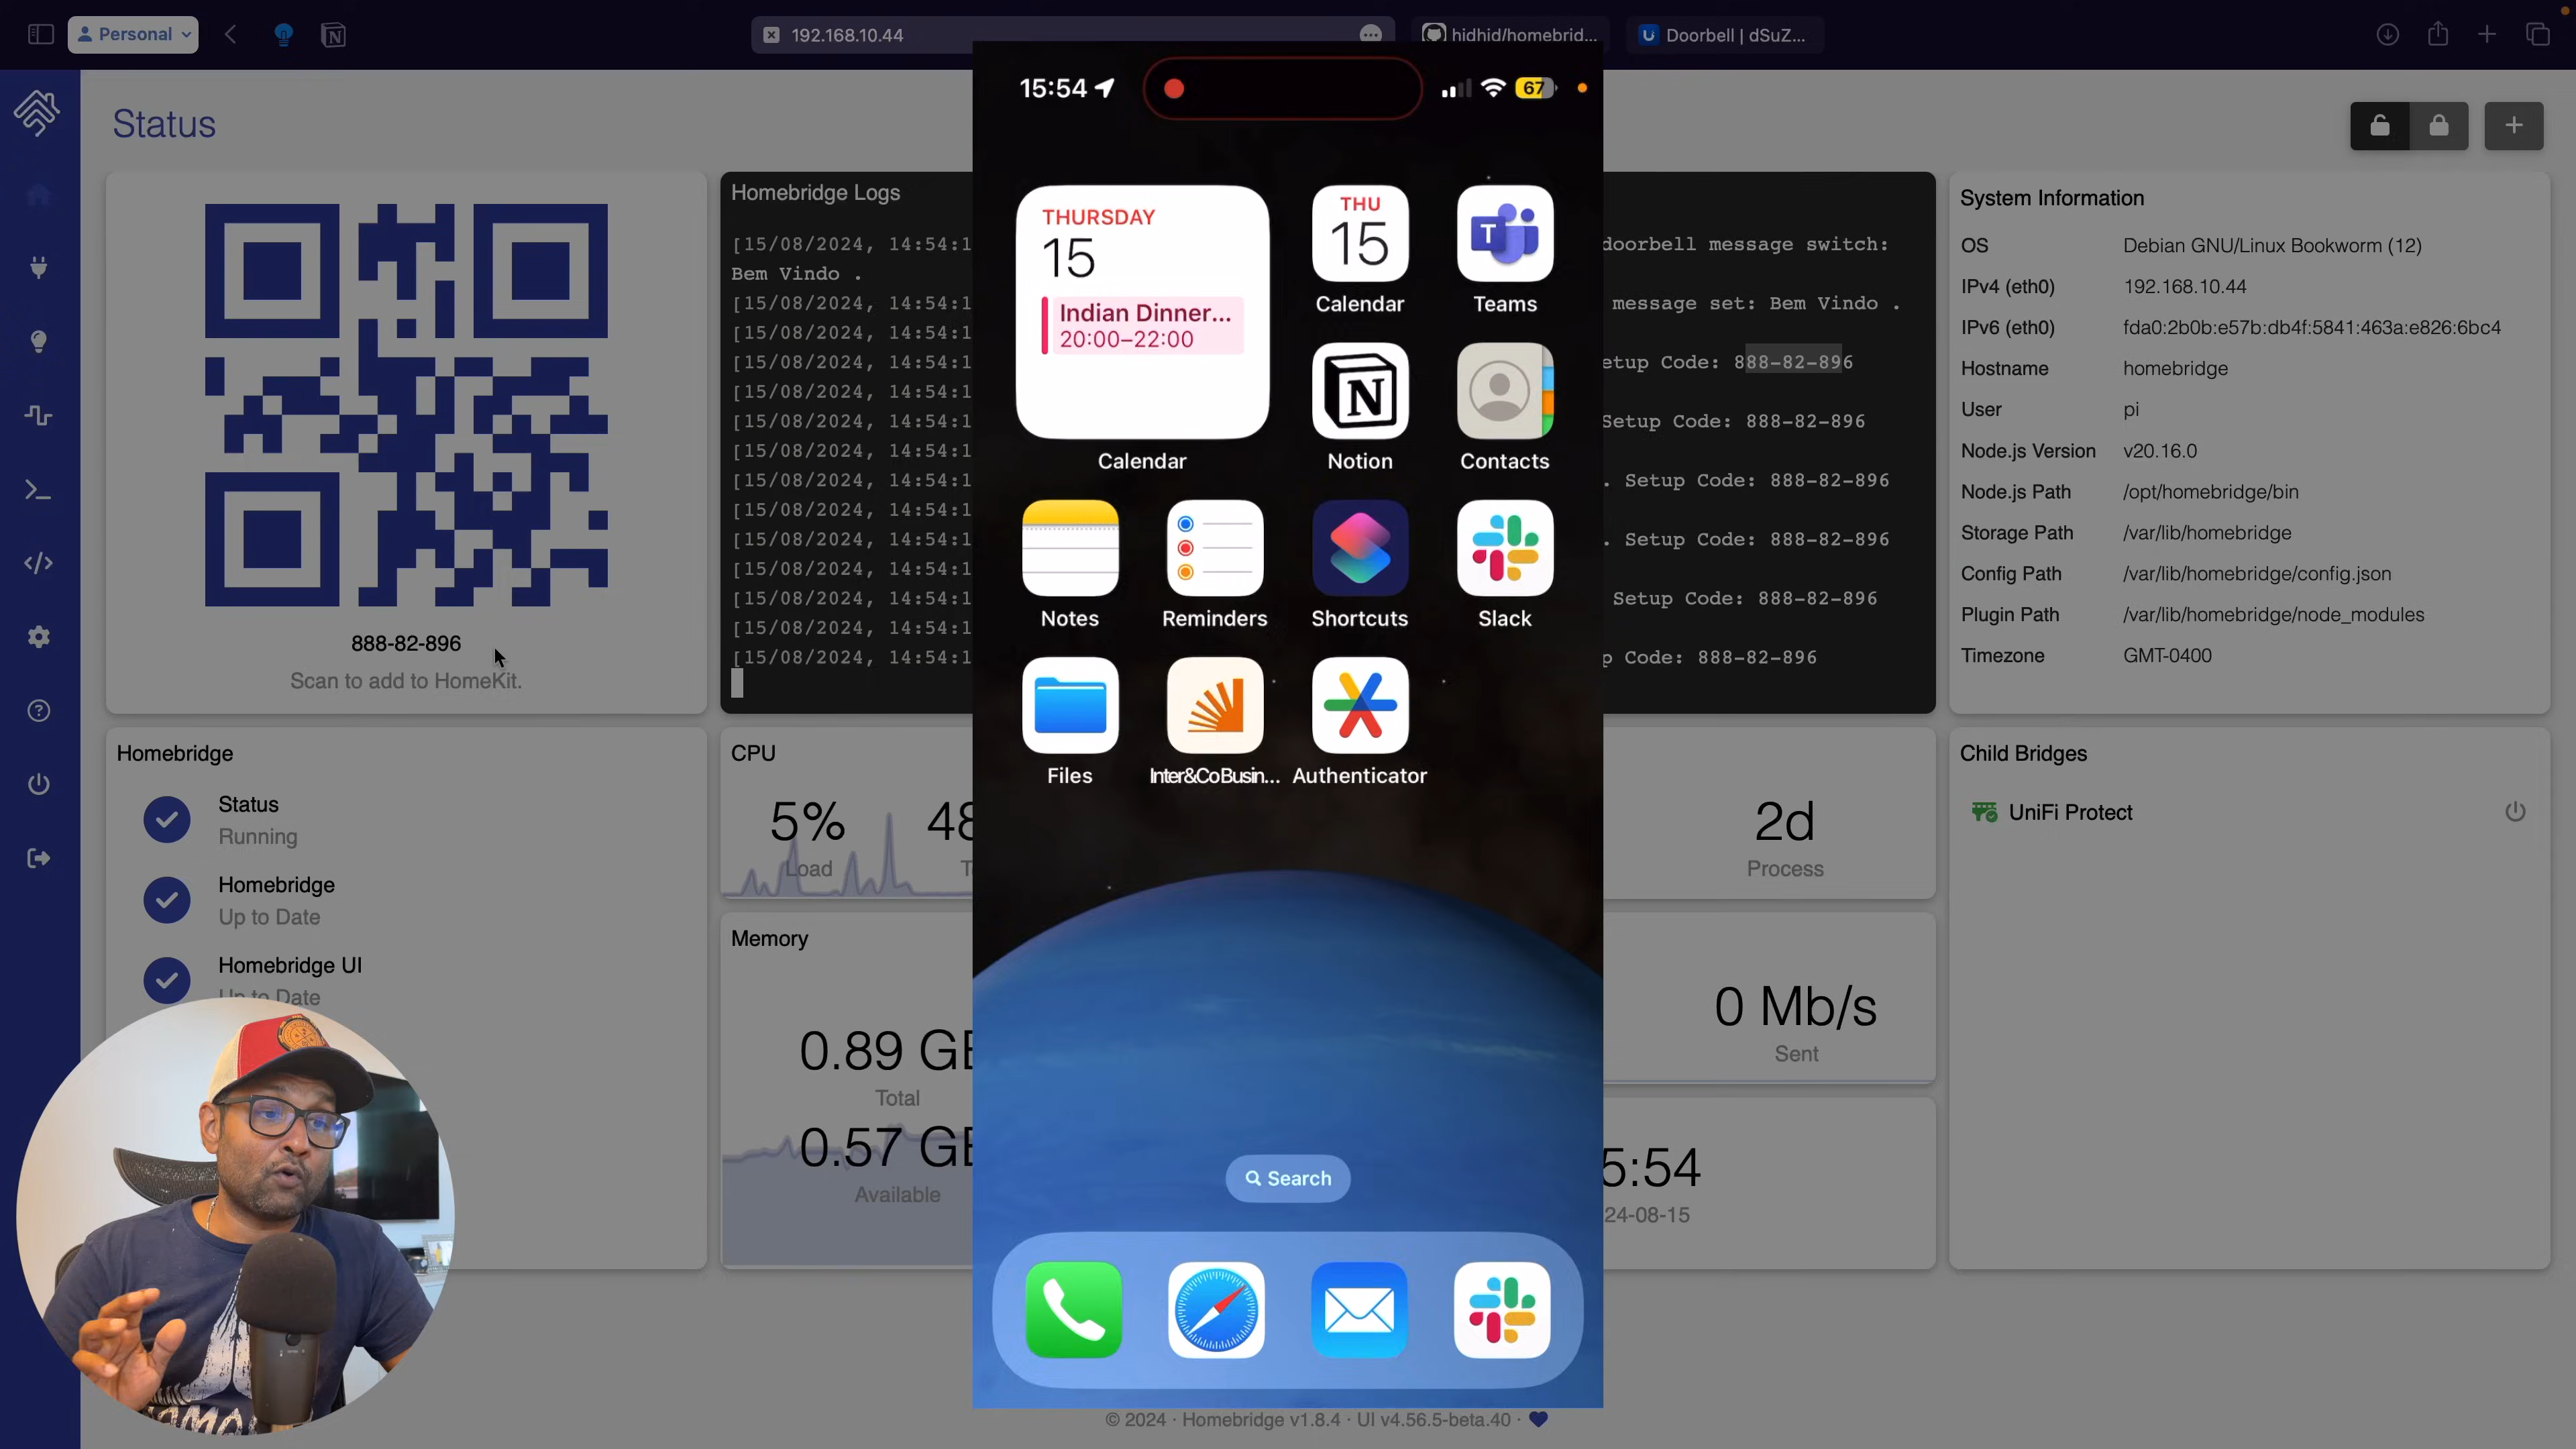 Personal
192.168.10.44
hidhid/homebrid...
Doorbell | dSuZ...
Status
888-82-896
Scan to add to HomeKit.
Homebridge Logs
[15/08/2024, 14:54:1
doorbell message switch:
Bem Vindo .
[15/08/2024, 14:54:1
message set: Bem Vindo .
[15/08/2024, 14:54:1
[15/08/2024, 14:54:1
etup Code: 888-82-896
[15/08/2024, 14:54:1
[15/08/2024, 14:54:1
Setup Code: 888-82-896
[15/08/2024, 14:54:1
[15/08/2024, 14:54:1
. Setup Code: 888-82-896
[15/08/2024, 14:54:1
[15/08/2024, 14:54:1
. Setup Code: 888-82-896
[15/08/2024, 14:54:1
[15/08/2024, 14:54:1
Setup Code: 888-82-896
[15/08/2024, 14:54:1
[15/08/2024, 14:54:1
p Code: 888-82-896
15:54
67
THURSDAY
15
Indian Dinner...
20:00–22:00
Calendar
THU
15
Calendar
T
Teams
N
Notion
Contacts
Notes
Reminders
Shortcuts
Slack
Files
Inter&CoBusin...
Authenticator
Search
System Information
OS
Debian GNU/Linux Bookworm (12)
IPv4 (eth0)
192.168.10.44
IPv6 (eth0)
fda0:2b0b:e57b:db4f:5841:463a:e826:6bc4
Hostname
homebridge
User
pi
Node.js Version
v20.16.0
Node.js Path
/opt/homebridge/bin
Storage Path
/var/lib/homebridge
Config Path
/var/lib/homebridge/config.json
Plugin Path
/var/lib/homebridge/node_modules
Timezone
GMT-0400
Homebridge
Status
Running
Homebridge
Up to Date
Homebridge UI
Up to Date
CPU
5%
Load
48
2d
Process
Memory
0.89 GB
Total
0.57 GB
Available
0 Mb/s
Sent
5:54
24-08-15
Child Bridges
UniFi Protect
© 2024 · Homebridge v1.8.4 · UI v4.56.5-beta.40 ·